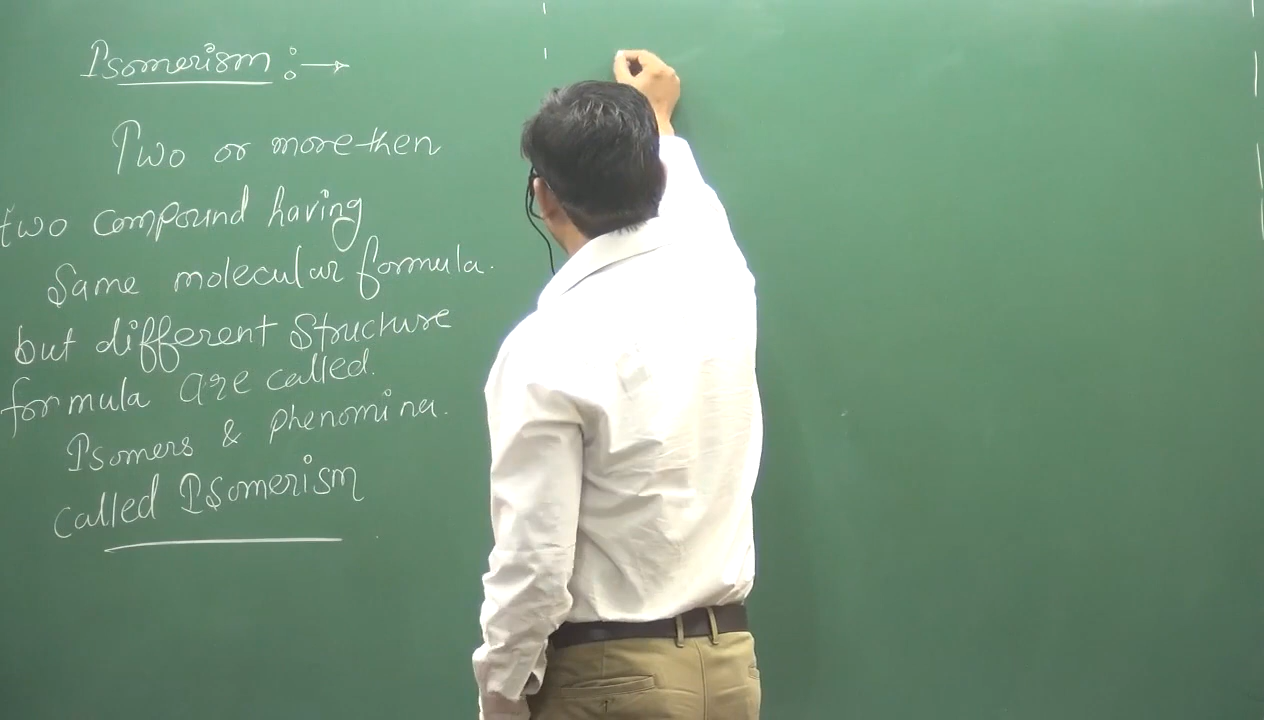 Isomerism :→
Two or more then
two compound having
Same molecular formula.
but different Structure
formula are called.
Isomers & phenomina.
called Isomerism